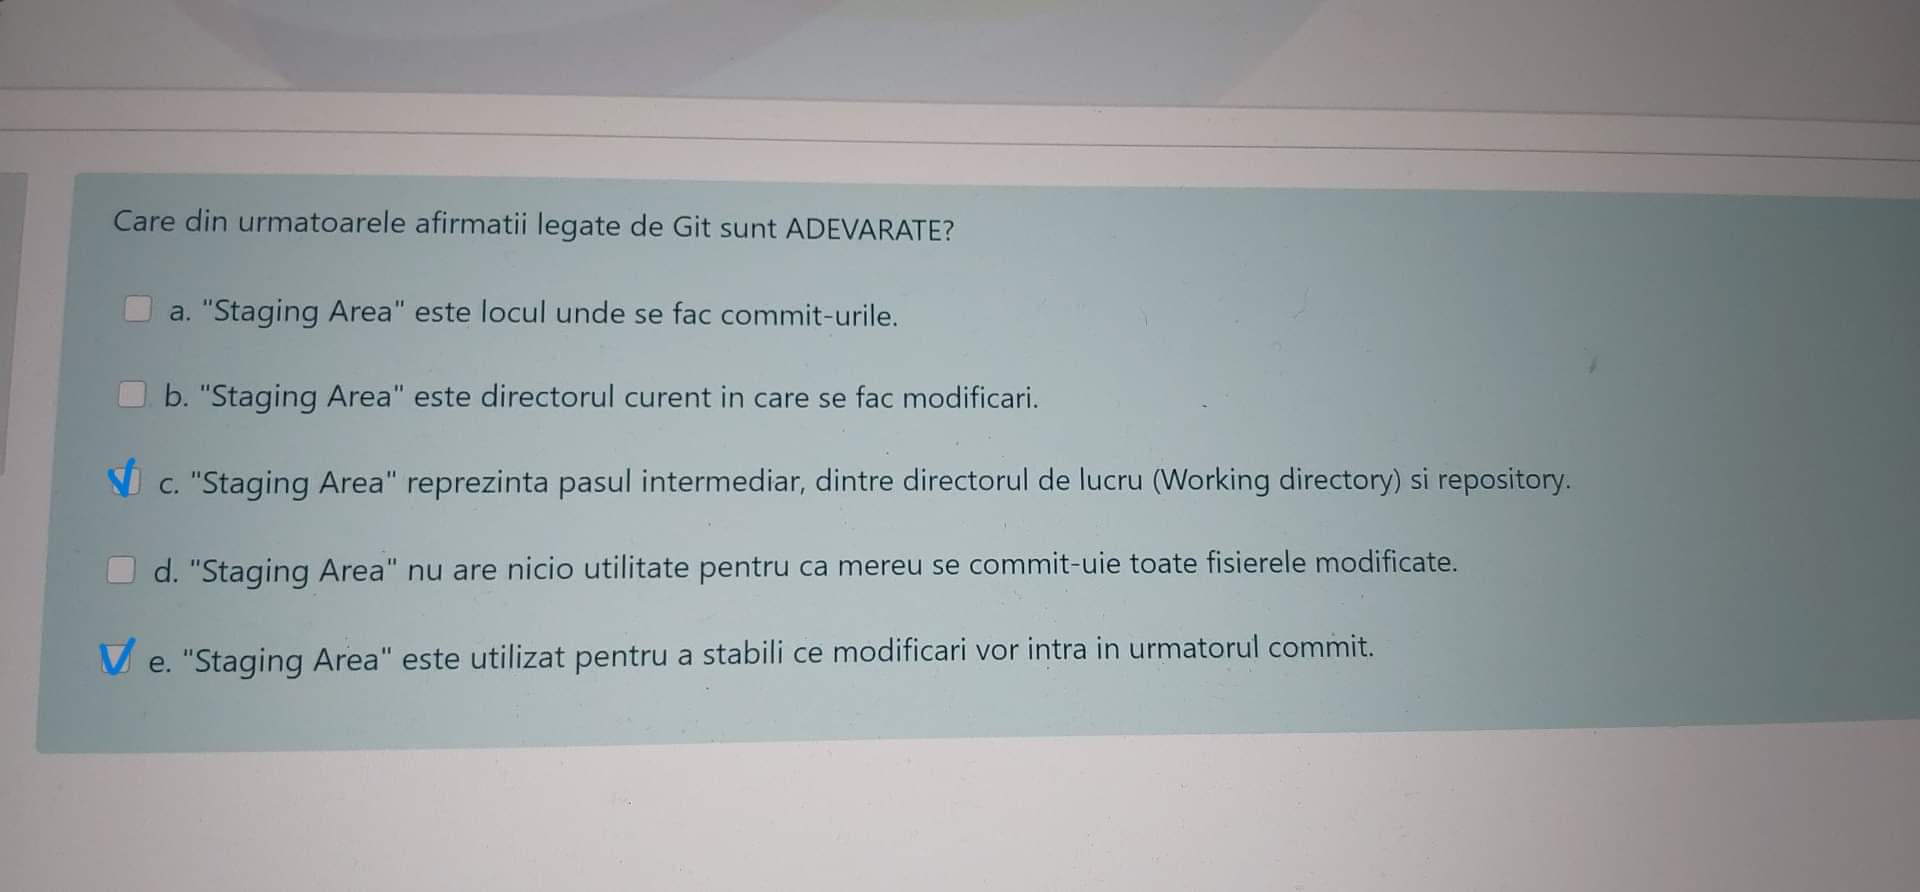 Care din urmatoarele afirmatii legate de Git sunt ADEVARATE?
a. "Staging Area" este locul unde se fac commit-urile.
b. "Staging Area" este directorul curent in care se fac modificari.
c. "Staging Area" reprezinta pasul intermediar, dintre directorul de lucru (Working directory) si repository.
d. "Staging Area" nu are nicio utilitate pentru ca mereu se commit-uie toate fisierele modificate.
e. "Staging Area" este utilizat pentru a stabili ce modificari vor intra in urmatorul commit.